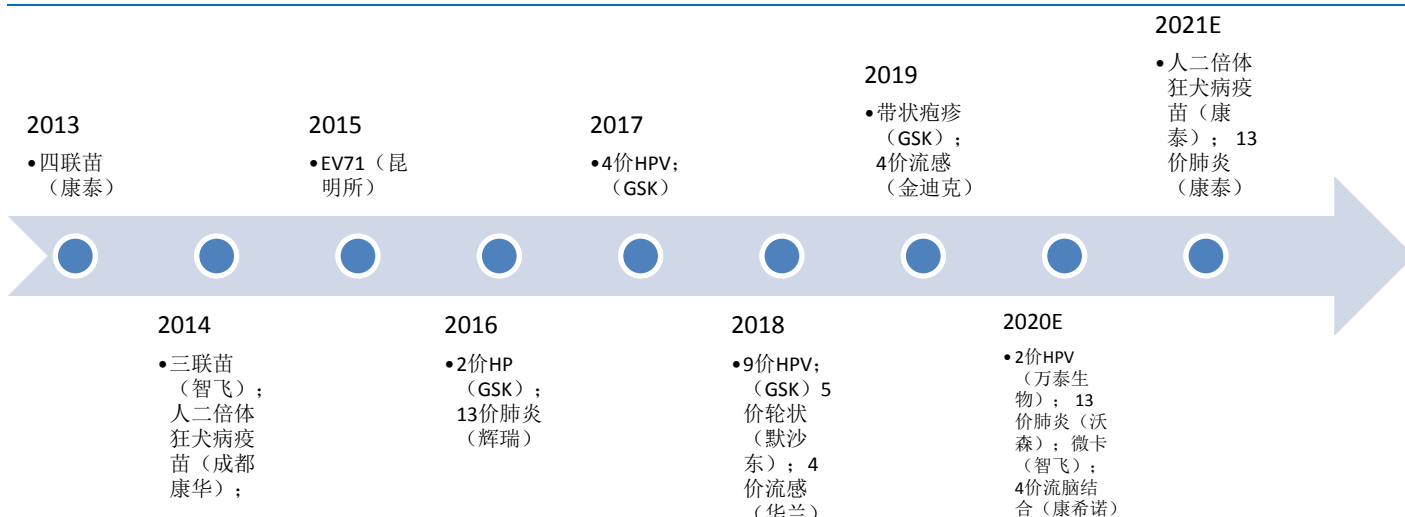 2013
•四联苗
（康泰）
2014
•三联苗
（智飞）；
人二倍体
狂犬病疫
苗（成都
康华）；
2015
•EV71（昆
明所）
2016
•2价HP
（GSK）；
13价肺炎
（辉瑞）
2017
•4价HPV；
（GSK）
2018
•9价HPV；
（GSK）5
价轮状
（默沙
东）；4
价流感
（华兰）
2019
•带状疱疹
（GSK）；
4价流感
（金迪克）
2020E
•2价HPV
（万泰生
物）；13
价肺炎（沃
森）；微卡
（智飞）；
4价流脑结
合（康希诺）
2021E
•人二倍体
狂犬病疫
苗（康
泰）；13
价肺炎
（康泰）